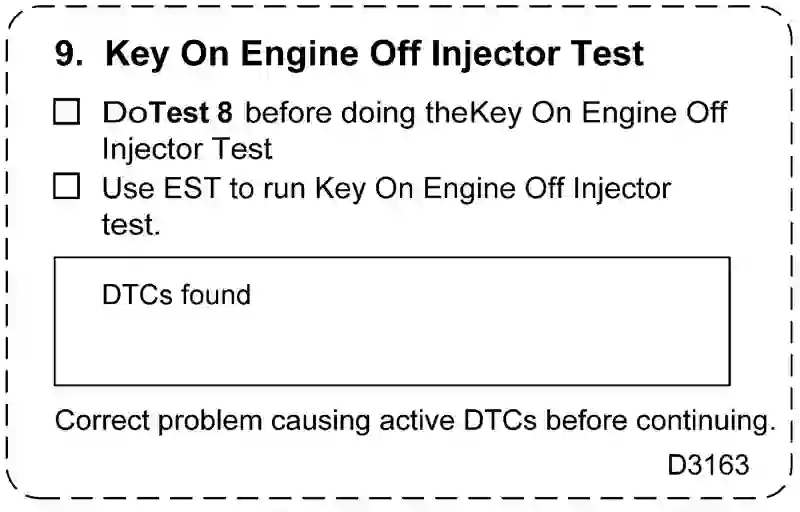 9. Key On Engine Off Injector Test
DoTest 8 before doing theKey On Engine Off
Injector Test
Use EST to run Key On Engine Off Injector
test.
DTCs found
Correct problem causing active DTCs before continuing.
D3163